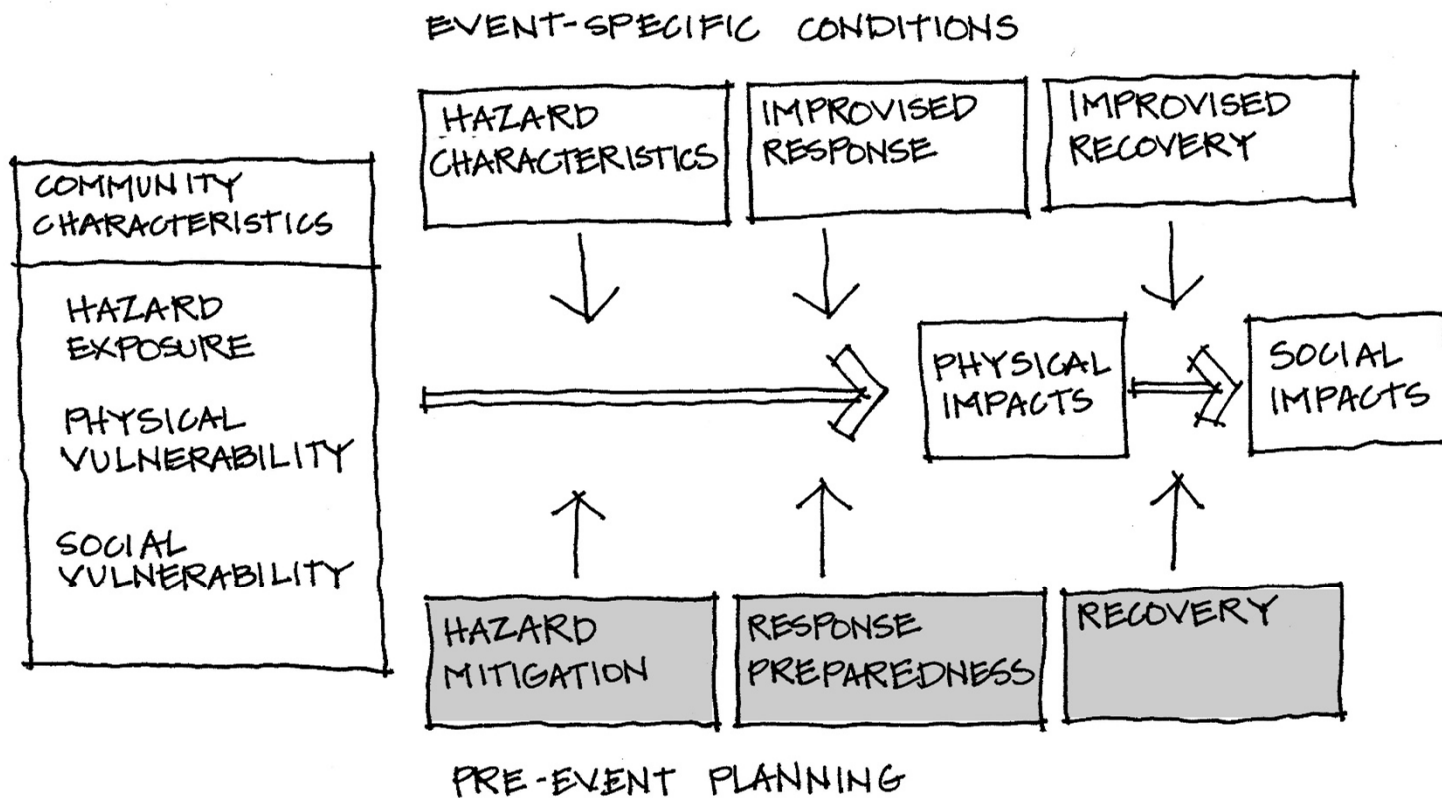 EVENT-SPECIFIC CONDITIONS
HAZARD
CHARACTERISTICS
IMPROVISED
RESPONSE
IMPROVISED
RECOVERY
COMMUNITY
CHARACTERISTICS
HAZARD
EXPOSURE
PHYSICAL
VULNERABILITY
SOCIAL
VULNERABILITY
PHYSICAL
IMPACTS
SOCIAL
IMPACTS
HAZARD
MITIGATION
RESPONSE
PREPAREDNESS
RECOVERY
PRE-EVENT PLANNING